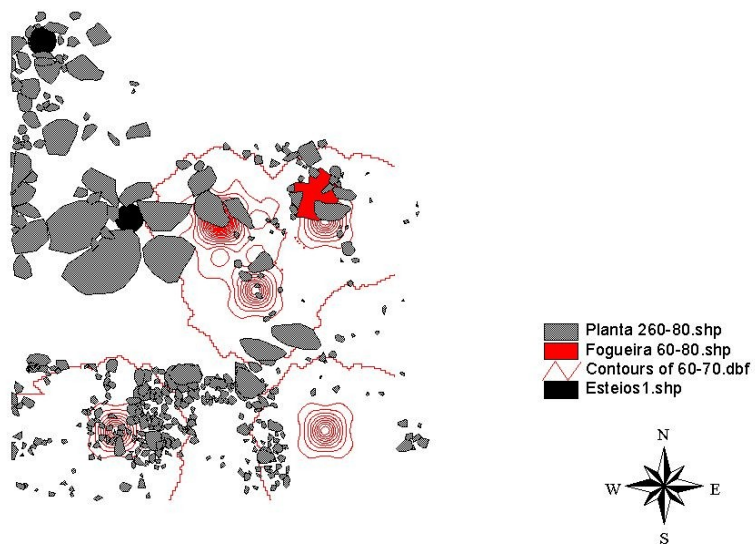 Planta 260-80.shp
Fogueira 60-80.shp
Contours of 60-70.dbf
Esteios1.shp
N
W E
S